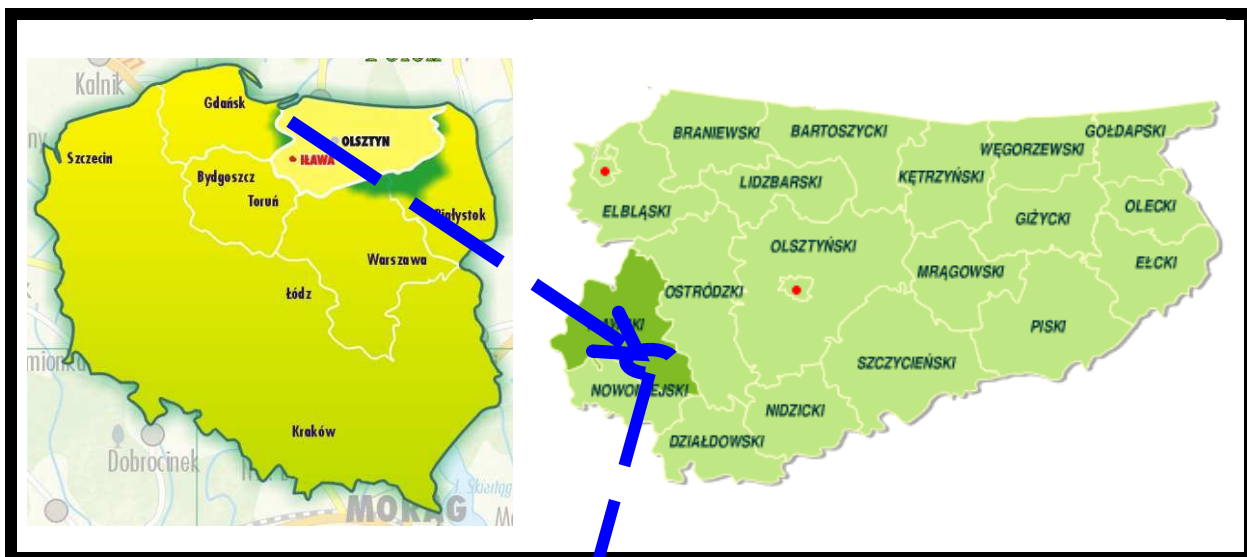 Kalnik
Gdańsk
Szczecin
OLSZTYN
IŁAWA
Bydgoszcz
Toruń
Białystok
Warszawa
Łódź
Kraków
Dobrocinek
MORĄG
J. Skiertąg
BRANIEWSKI
BARTOSZYCKI
GOŁDAPSKI
WĘGORZEWSKI
LIDZBARSKI
KĘTRZYŃSKI
ELBLĄSKI
GIŻYCKI
OLECKI
OLSZTYŃSKI
EŁCKI
MRĄGOWSKI
OSTRÓDZKI
PISKI
SZCZYCIEŃSKI
NIDZICKI
DZIAŁDOWSKI